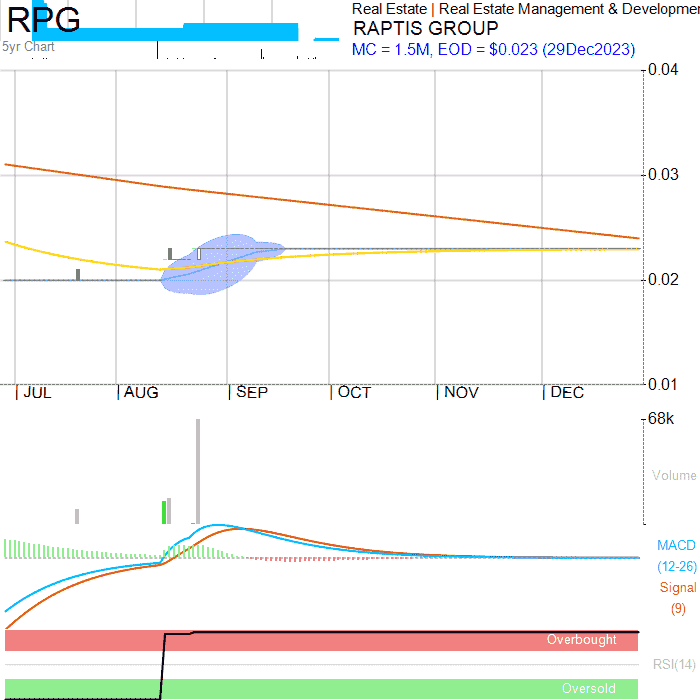 RPG
Real Estate | Real Estate Management & Developmen
RAPTIS GROUP
5yr Chart
MC = 1.5M, EOD = $0.023 (29Dec2023)
0.04
0.03
0.02
0.01
JUL
AUG
SEP
OCT
NOV
DEC
68k
Volume
MACD
(12-26)
Signal
(9)
Overbought
RSI(14)
Oversold